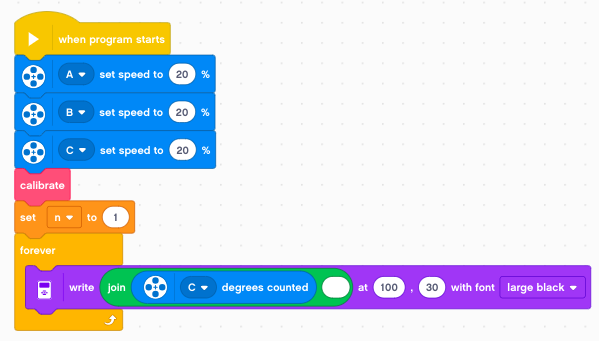 when program starts
A set speed to 20 %
B set speed to 20 %
C set speed to 20 %
calibrate
set n to 1
forever
write join C degrees counted at 100 , 30 with font large black